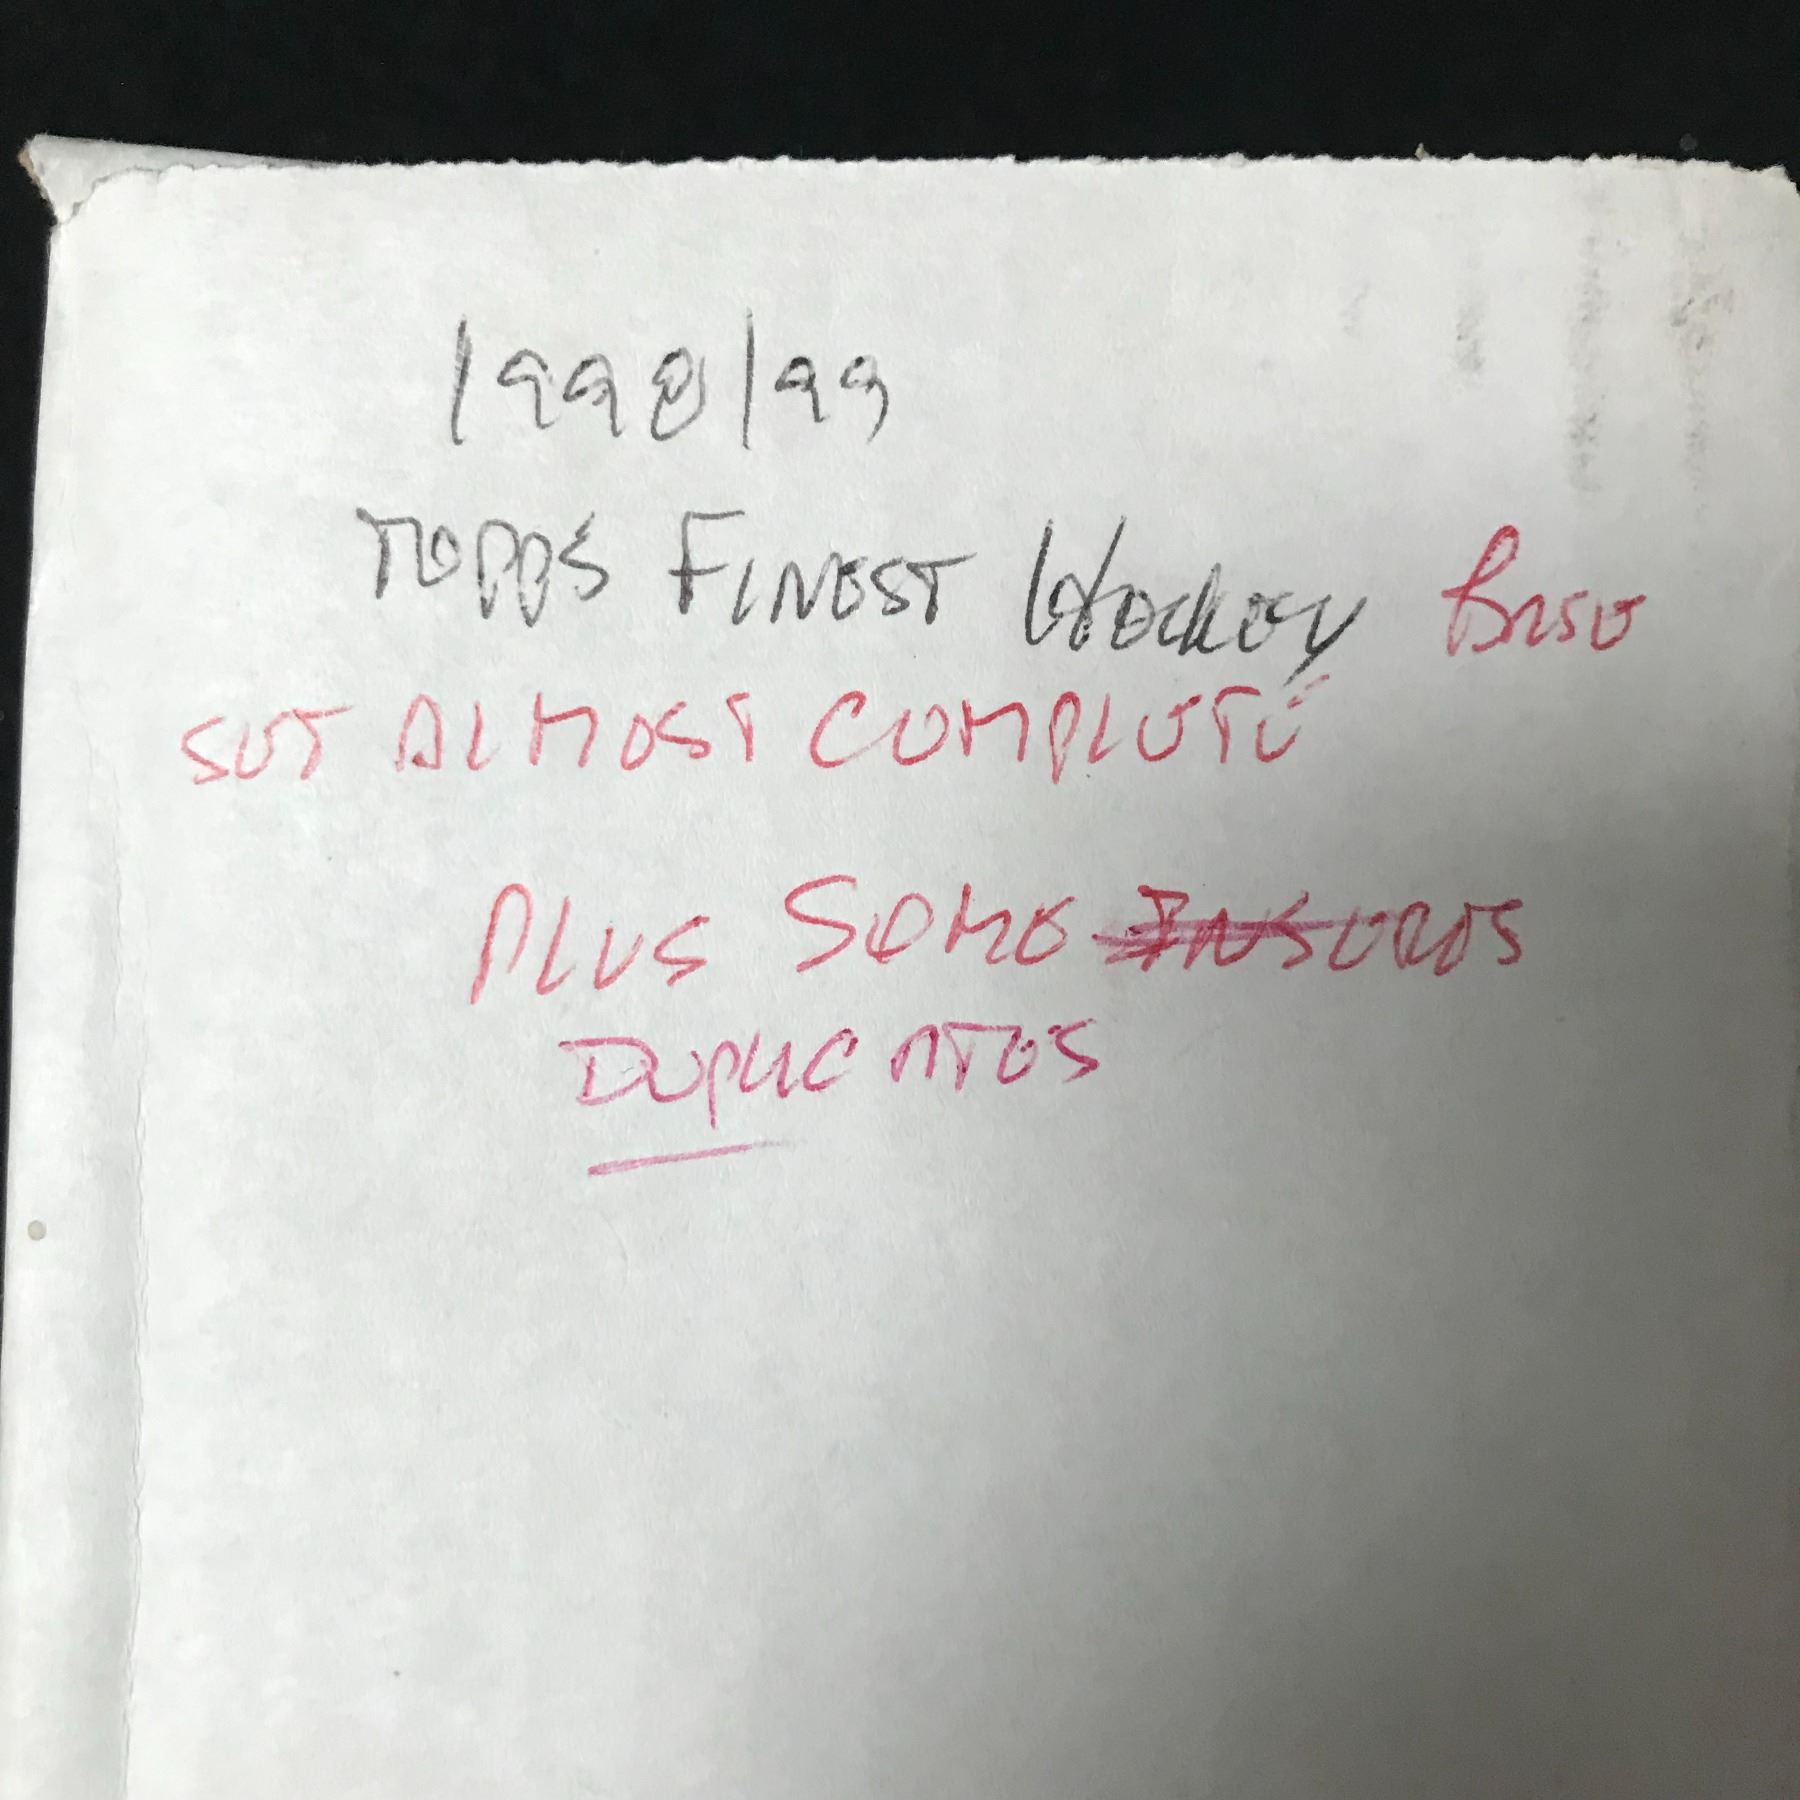 1998/99
TOPPS FINEST Hockey Base
SET ALMOST COMPLETE
PLUS SOME INSERTS
DUPLICATES